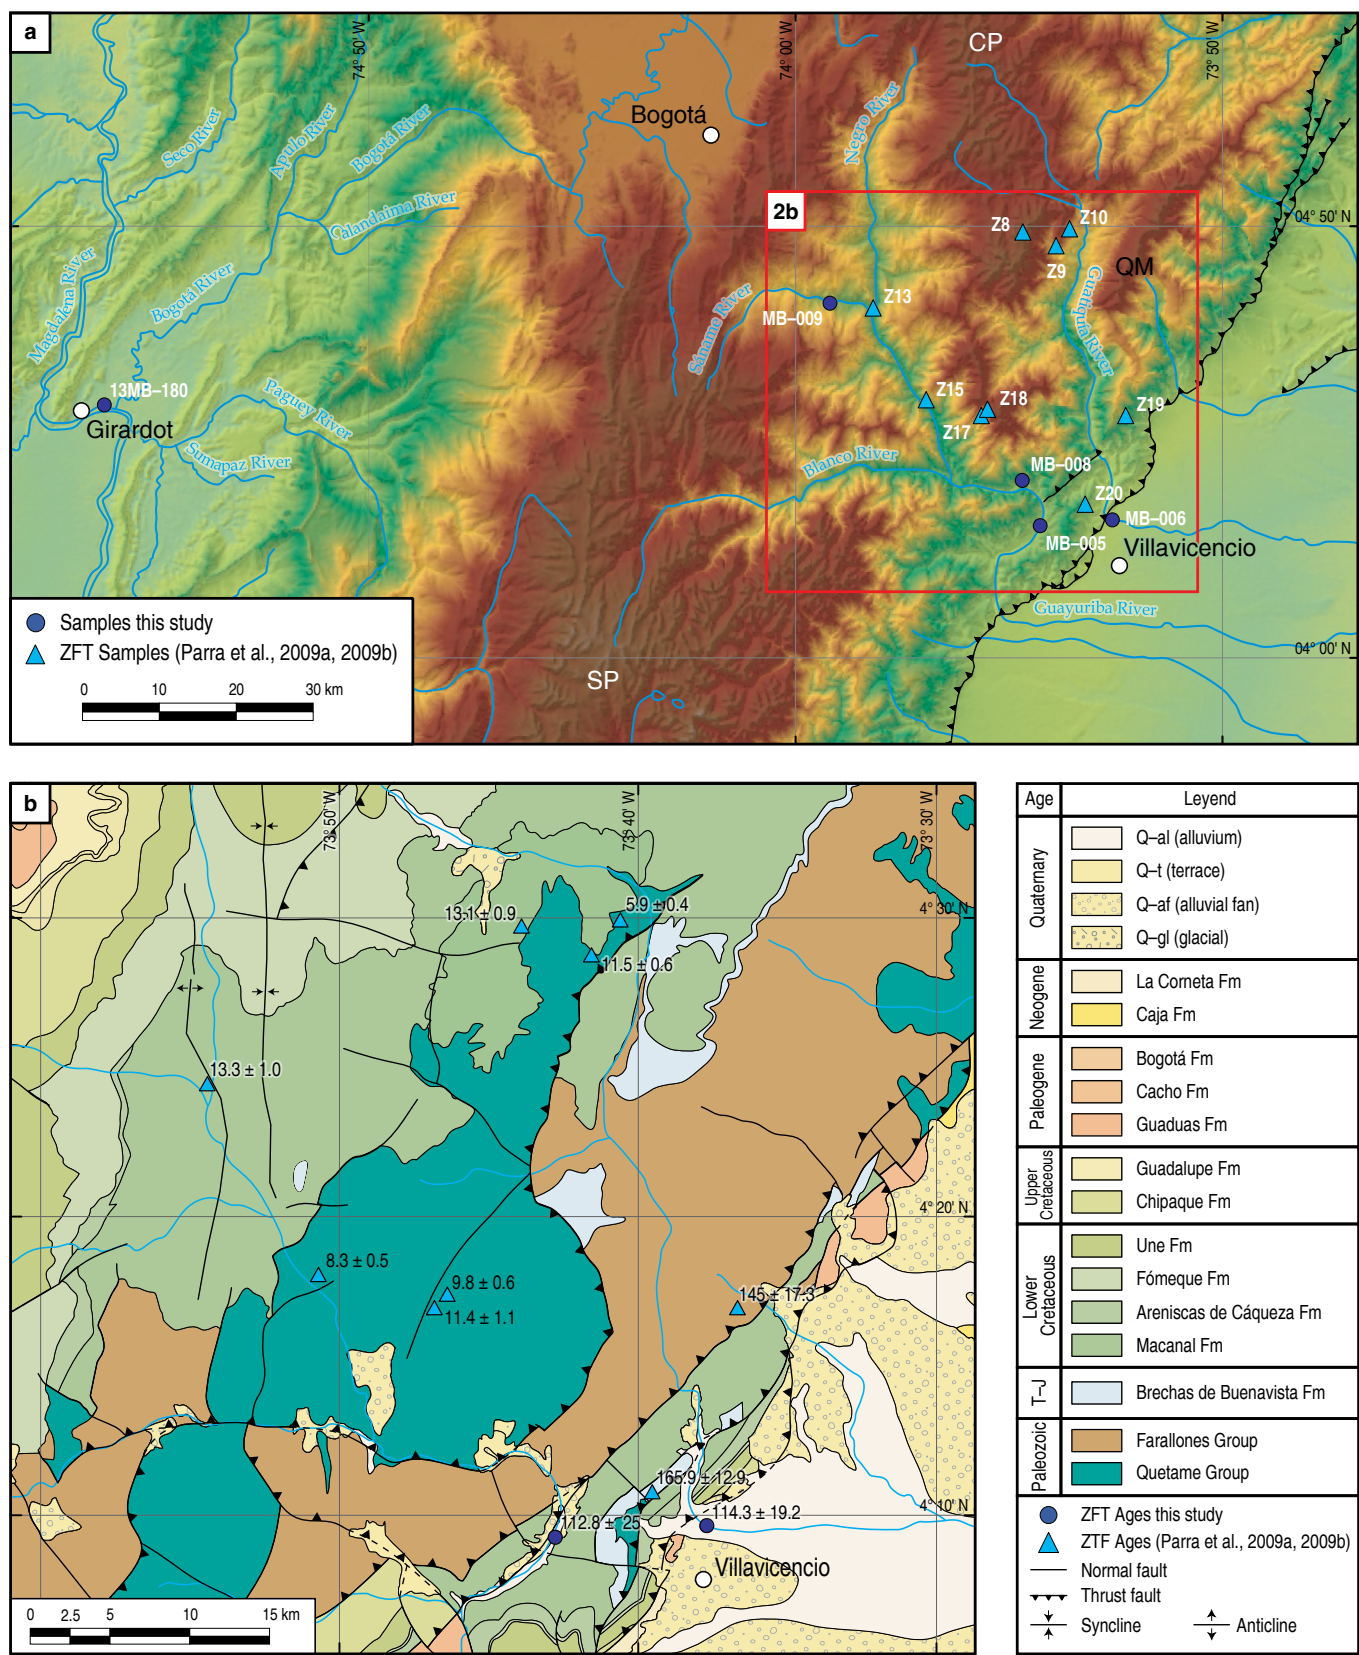 a
74° 50' W
74° 00' W
73° 50' W
CP
Bogotá
Seco River
Apulo River
Bogotá River
Negro River
Calandaima River
2b
04° 50' N
Z8
Z10
Z9
QM
Magdalena River
Bogotá River
Sáname River
Guatiquía River
MB–009
Z13
13MB–180
Girardot
Paguey River
Sumapaz River
Z15
Z18
Z17
Z19
Blanco River
MB–008
Z20
MB–006
MB–005
Villavicencio
Guayuriba River
04° 00' N
SP
Samples this study
ZFT Samples (Parra et al., 2009a, 2009b)
0 10 20 30 km
b
73° 50' W
73° 40' W
73° 30' W
13.1 ± 0.9
5.9 ± 0.4
4° 30' N
11.5 ± 0.6
13.3 ± 1.0
4° 20' N
8.3 ± 0.5
9.8 ± 0.6
11.4 ± 1.1
145 ± 17.3
165.9 ± 12.9
4° 10' N
112.8 ± 25
114.3 ± 19.2
Villavicencio
0 2.5 5 10 15 km
Age Leyend
Quaternary
Q–al (alluvium)
Q–t (terrace)
Q–af (alluvial fan)
Q–gl (glacial)
Neogene
La Corneta Fm
Caja Fm
Paleogene
Bogotá Fm
Cacho Fm
Guaduas Fm
Upper
Cretaceous
Guadalupe Fm
Chipaque Fm
Lower
Cretaceous
Une Fm
Fómeque Fm
Areniscas de Cáqueza Fm
Macanal Fm
T–J
Brechas de Buenavista Fm
Paleozoic
Farallones Group
Quetame Group
ZFT Ages this study
ZTF Ages (Parra et al., 2009a, 2009b)
Normal fault
Thrust fault
Syncline
Anticline